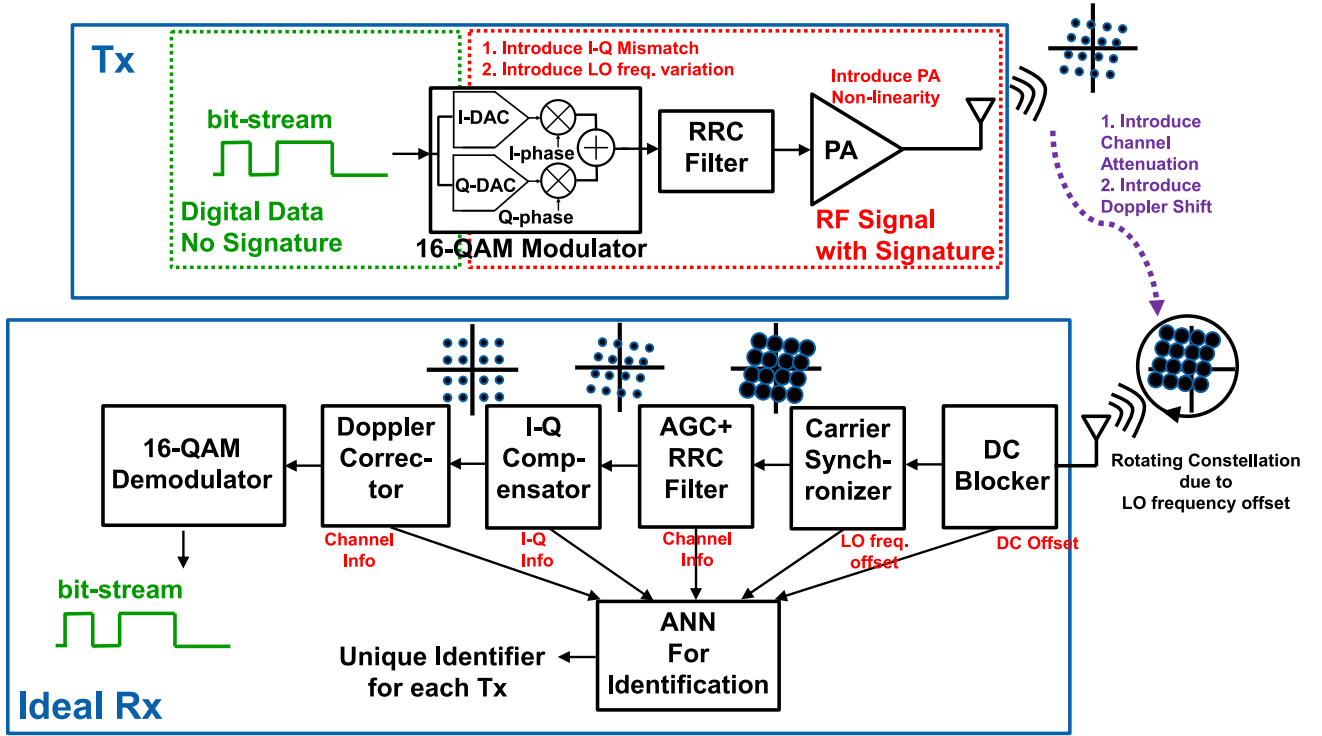 Tx
1. Introduce I-Q Mismatch
2. Introduce LO freq. variation
bit-stream
Digital Data
No Signature
I-DAC
I-phase
Q-DAC
Q-phase
16-QAM Modulator
RRC
Filter
Introduce PA
Non-linearity
PA
RF Signal
with Signature
1. Introduce
Channel
Attenuation
2. Introduce
Doppler Shift
Rotating Constellation
due to
LO frequency offset
16-QAM
Demodulator
Doppler
Correc-
tor
I-Q
Comp-
ensator
AGC+
RRC
Filter
Carrier
Synch-
ronizer
DC
Blocker
Channel
Info
I-Q
Info
Channel
Info
LO freq.
offset
DC Offset
bit-stream
ANN
For
Identification
Unique Identifier
for each Tx
Ideal Rx